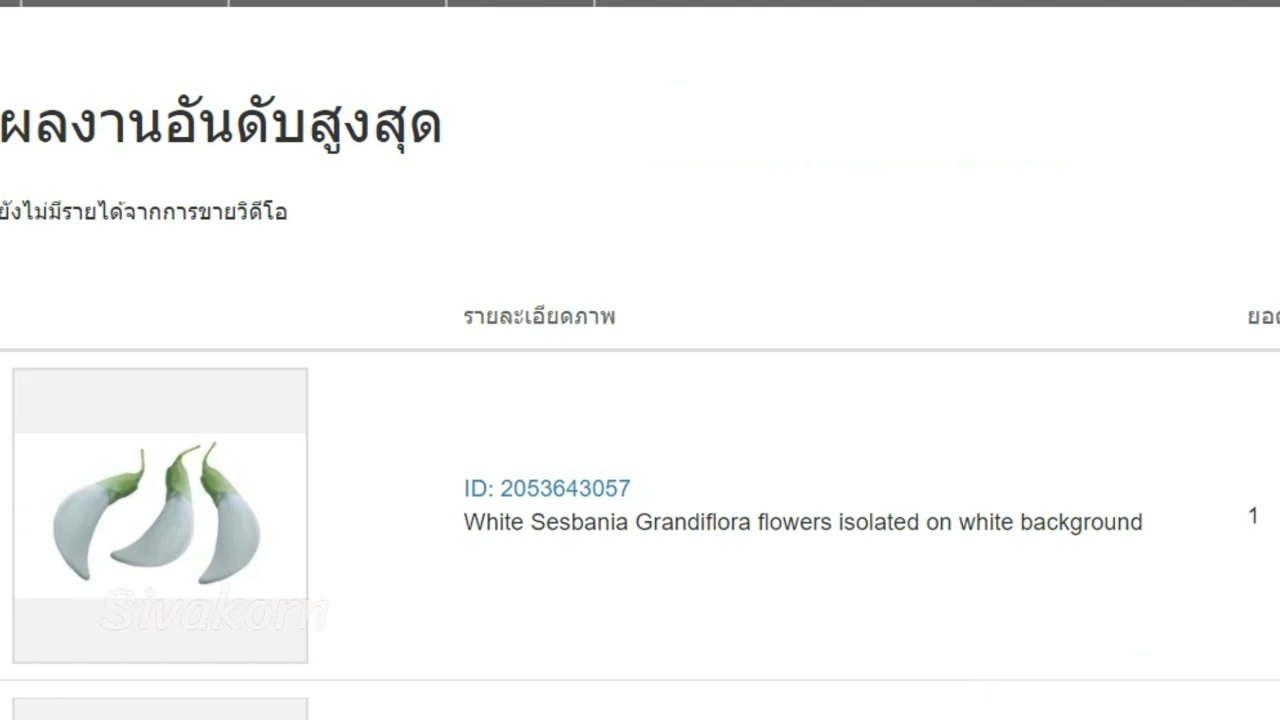 ผลงานอันดับสูงสุด
ยังไม่มีรายได้จากการขายวิดีโอ
รายละเอียดภาพ
ID: 2053643057
White Sesbania Grandiflora flowers isolated on white background
1
Sivakorn